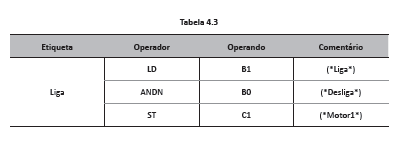 Tabela 4.3
Etiqueta Operador Operando Comentário
LD B1 (*Liga*)
Liga ANDN B0 (*Desliga*)
ST C1 (*Motor1*)